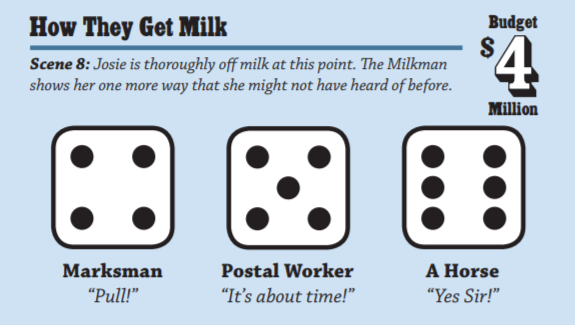 How They Get Milk
Budget
$4
Million
Scene 8: Josie is thoroughly off milk at this point. The Milkman
shows her one more way that she might not have heard of before.
Marksman
Postal Worker
A Horse
“Pull!”
“It’s about time!”
“Yes Sir!”